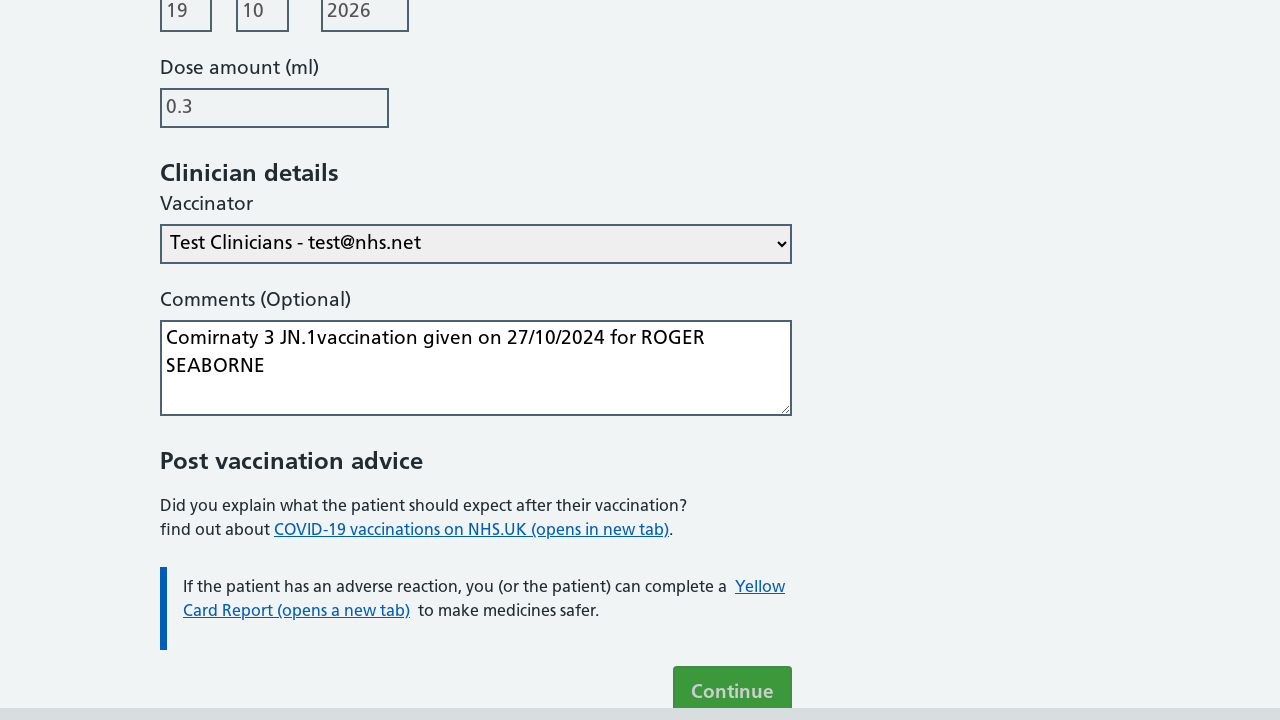 19 10 2026
Dose amount (ml)
0.3
Clinician details
Vaccinator
Test Clinicians - test@nhs.net
Comments (Optional)
Comirnaty 3 JN.1vaccination given on 27/10/2024 for ROGER
SEABORNE
Post vaccination advice
Did you explain what the patient should expect after their vaccination?
find out about COVID-19 vaccinations on NHS.UK (opens in new tab).
If the patient has an adverse reaction, you (or the patient) can complete a Yellow
Card Report (opens a new tab) to make medicines safer.
Continue